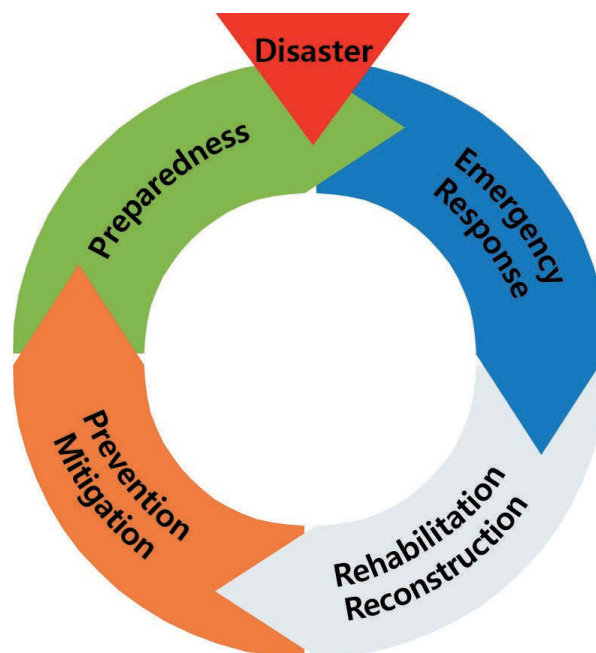 Disaster
Emergency
Response
Rehabilitation
Reconstruction
Prevention
Mitigation
Preparedness